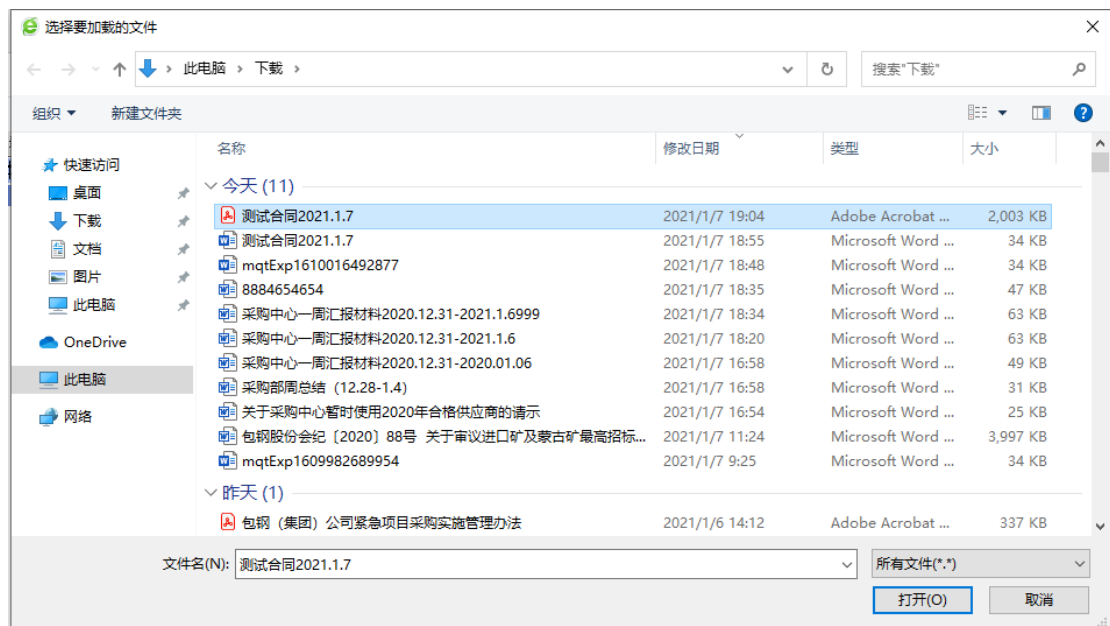 选择要加载的文件
此电脑 › 下载 ›
搜索"下载"
组织
新建文件夹
名称 修改日期 类型 大小
快速访问
桌面
下载
文档
图片
此电脑
OneDrive
此电脑
网络
今天 (11)
测试合同2021.1.7 2021/1/7 19:04 Adobe Acrobat ... 2,003 KB
测试合同2021.1.7 2021/1/7 18:55 Microsoft Word ... 34 KB
mqtExp1610016492877 2021/1/7 18:48 Microsoft Word ... 34 KB
8884654654 2021/1/7 18:35 Microsoft Word ... 47 KB
采购中心一周汇报材料2020.12.31-2021.1.6999 2021/1/7 18:34 Microsoft Word ... 63 KB
采购中心一周汇报材料2020.12.31-2021.1.6 2021/1/7 18:20 Microsoft Word ... 63 KB
采购中心一周汇报材料2020.12.31-2020.01.06 2021/1/7 16:58 Microsoft Word ... 49 KB
采购部周总结（12.28-1.4) 2021/1/7 16:58 Microsoft Word ... 31 KB
关于采购中心暂时使用2020年合格供应商的请示 2021/1/7 16:54 Microsoft Word ... 25 KB
包钢股份会纪〔2020〕88号 关于审议进口矿及蒙古矿最高招标... 2021/1/7 11:24 Microsoft Word ... 3,997 KB
mqtExp1609982689954 2021/1/7 9:25 Microsoft Word ... 34 KB
昨天 (1)
包钢（集团）公司紧急项目采购实施管理办法 2021/1/6 14:12 Adobe Acrobat ... 337 KB
文件名(N): 测试合同2021.1.7 所有文件(*.*)
打开(O) 取消